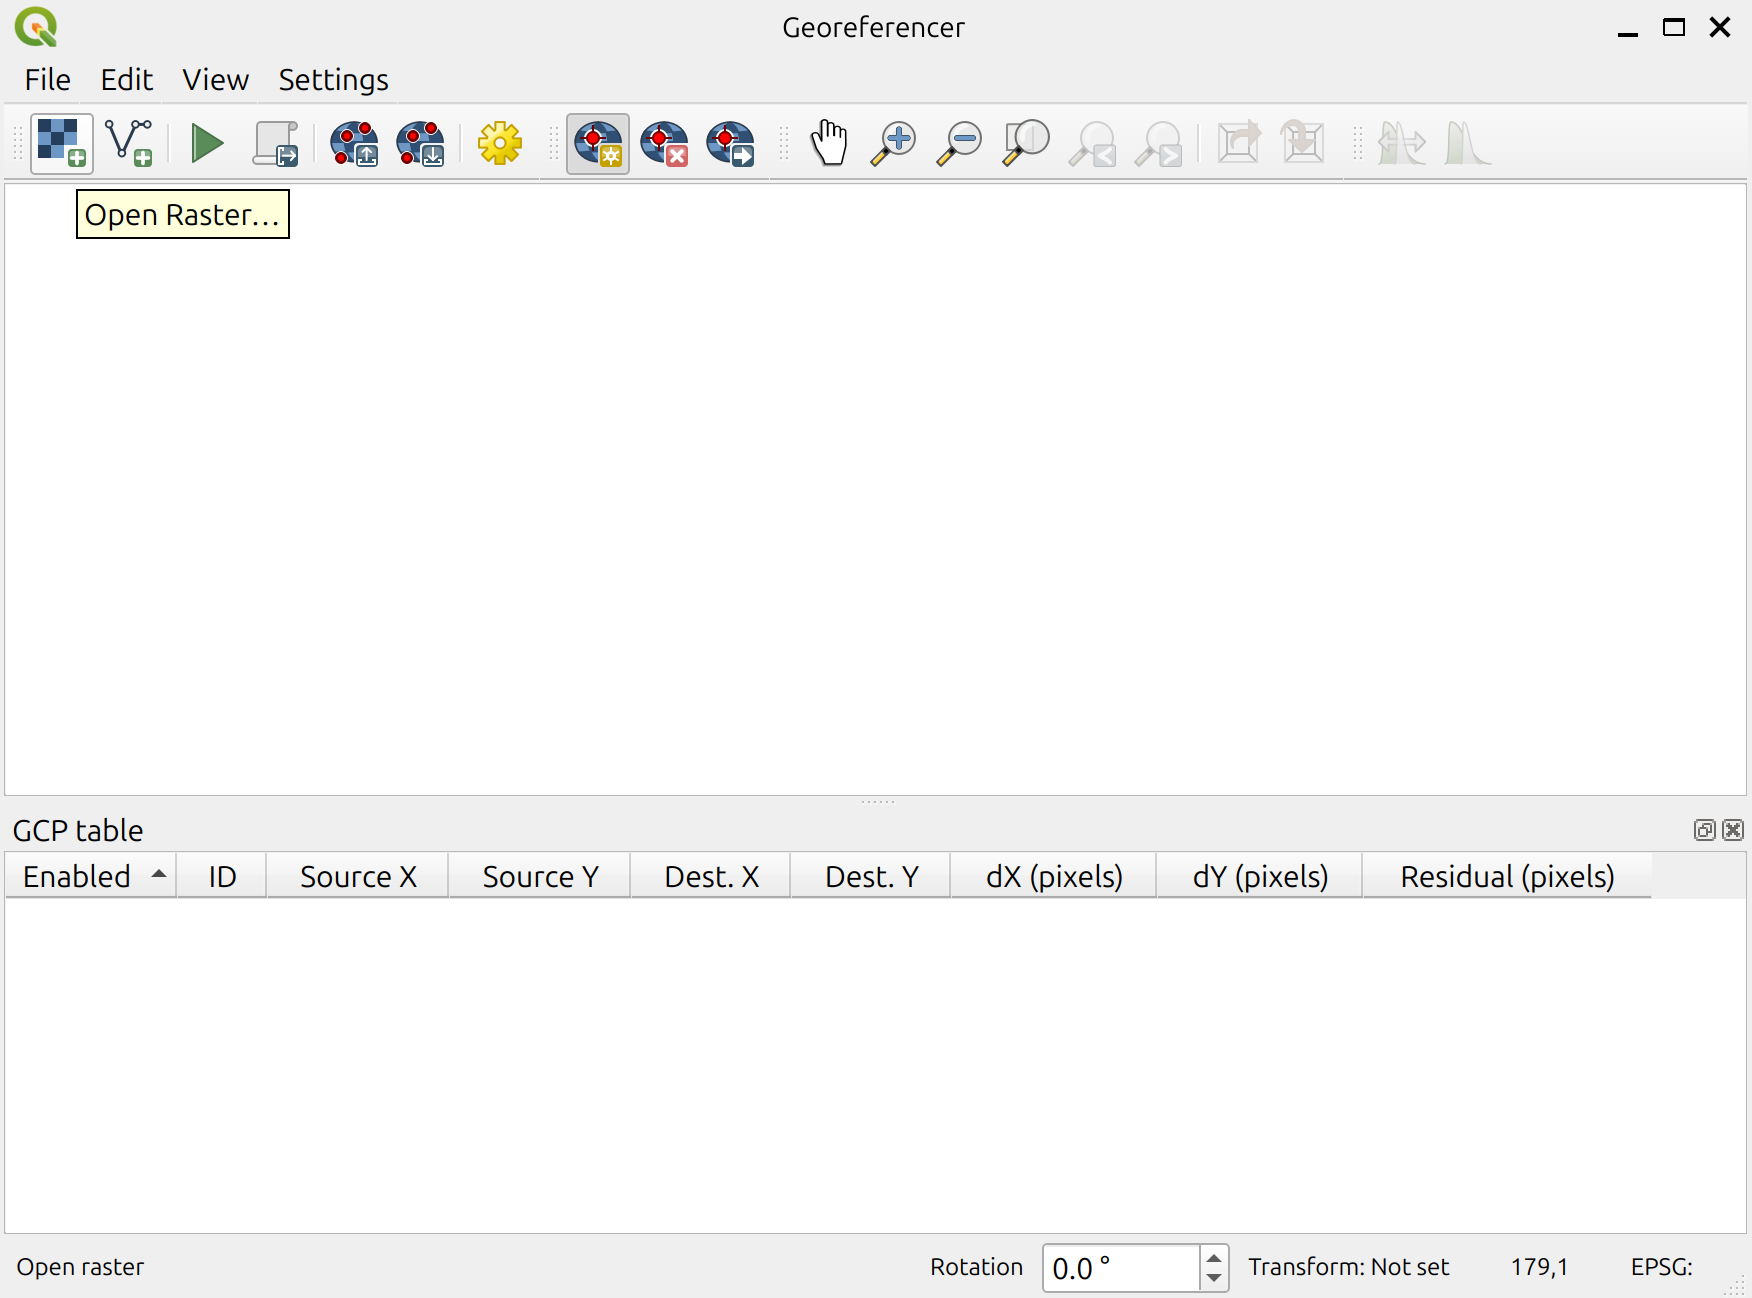 Georeferencer
File Edit View Settings
Open Raster...
GCP table
Enabled ID Source X Source Y Dest. X Dest. Y dX (pixels) dY (pixels) Residual (pixels)
Open raster Rotation 0.0 ° Transform: Not set 179,1 EPSG: